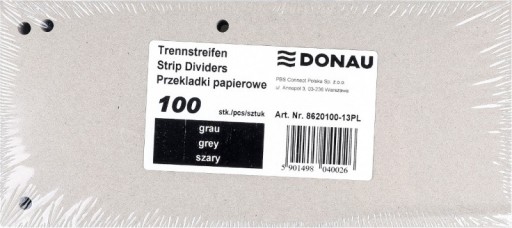 Trennstreifen
Strip Dividers
Przekladki papierowe
100 stk./pcs/sztuk
grau
grey
szary
DONAU
PBS Connect Polska Sp. z o.o.
ul. Annopol 3, 03-236 Warszawa
Art. Nr. 8620100-13PL
5 901498 040026